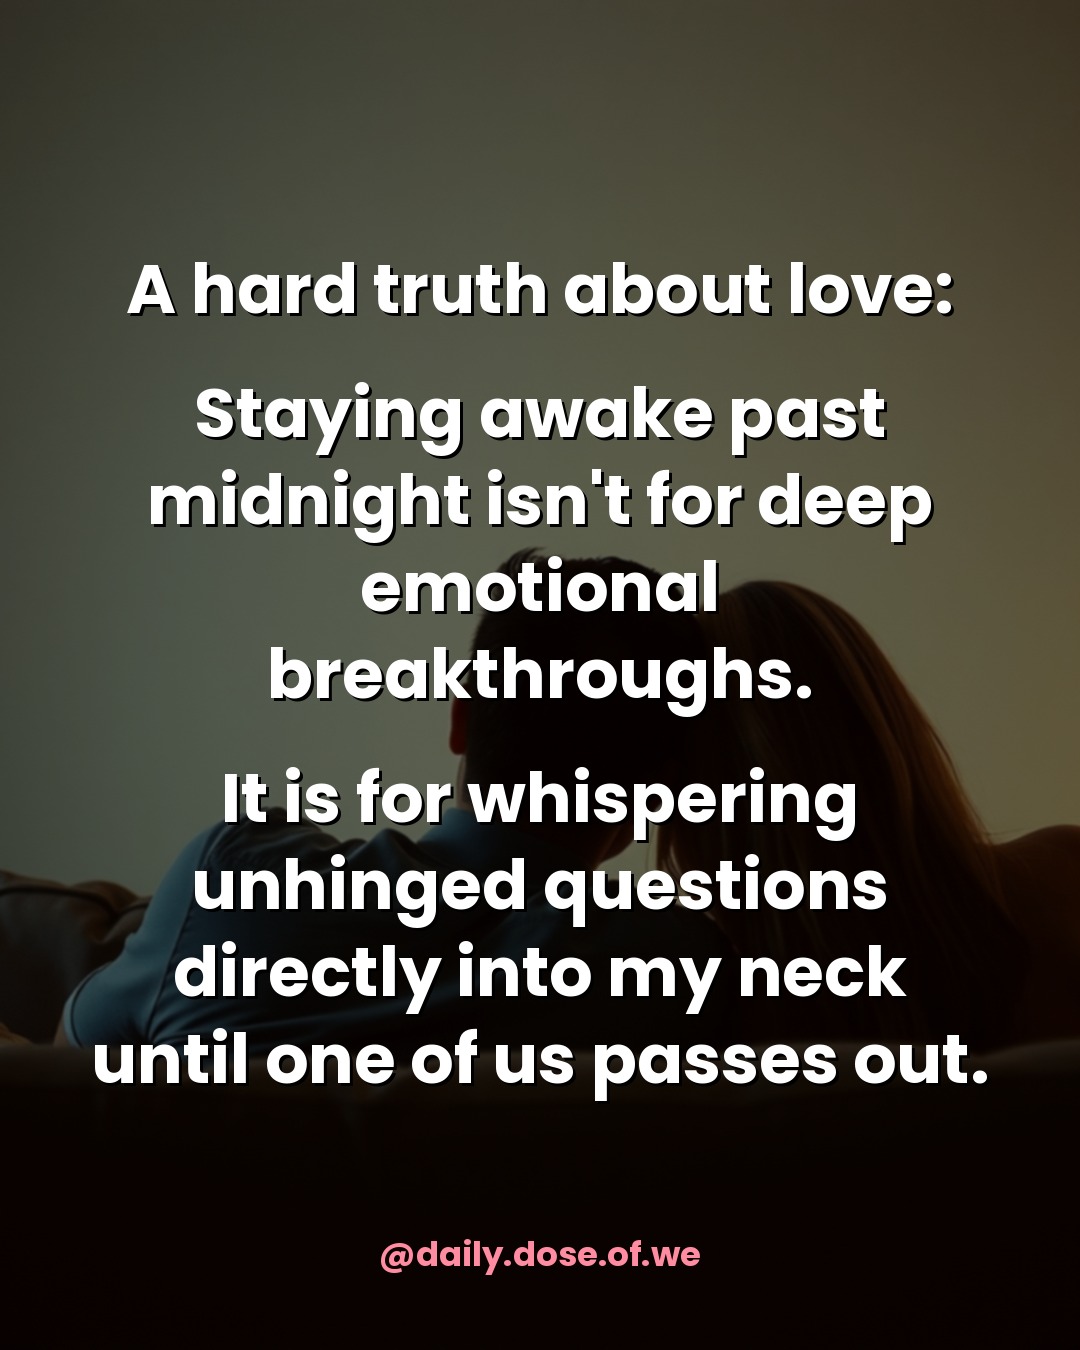 A hard truth about love:
Staying awake past
midnight isn't for deep
emotional
breakthroughs.
It is for whispering
unhinged questions
directly into my neck
until one of us passes out.
@daily.dose.of.we